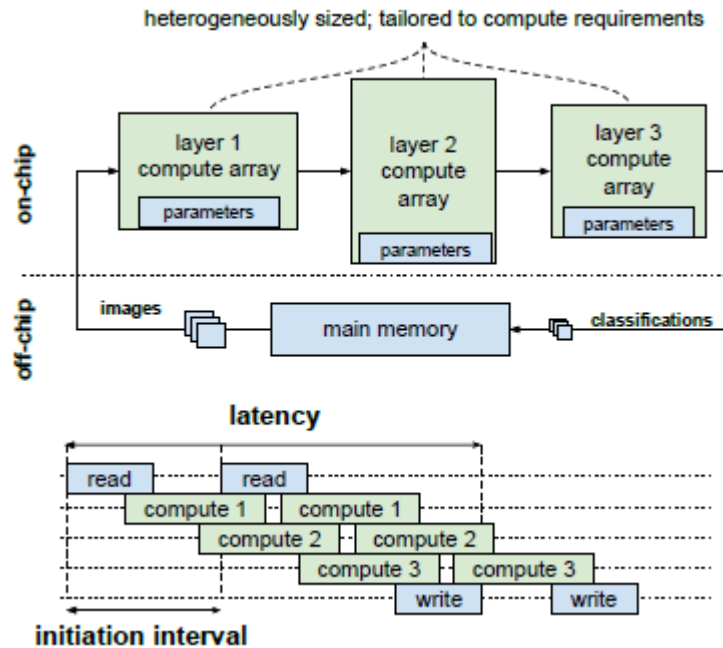 heterogeneously sized; tailored to compute requirements
on-chip
layer 1
compute array
parameters
layer 2
compute
array
parameters
layer 3
compute
array
parameters
off-chip
images
main memory
classifications
latency
read
read
compute 1
compute 1
compute 2
compute 2
compute 3
compute 3
write
write
initiation interval